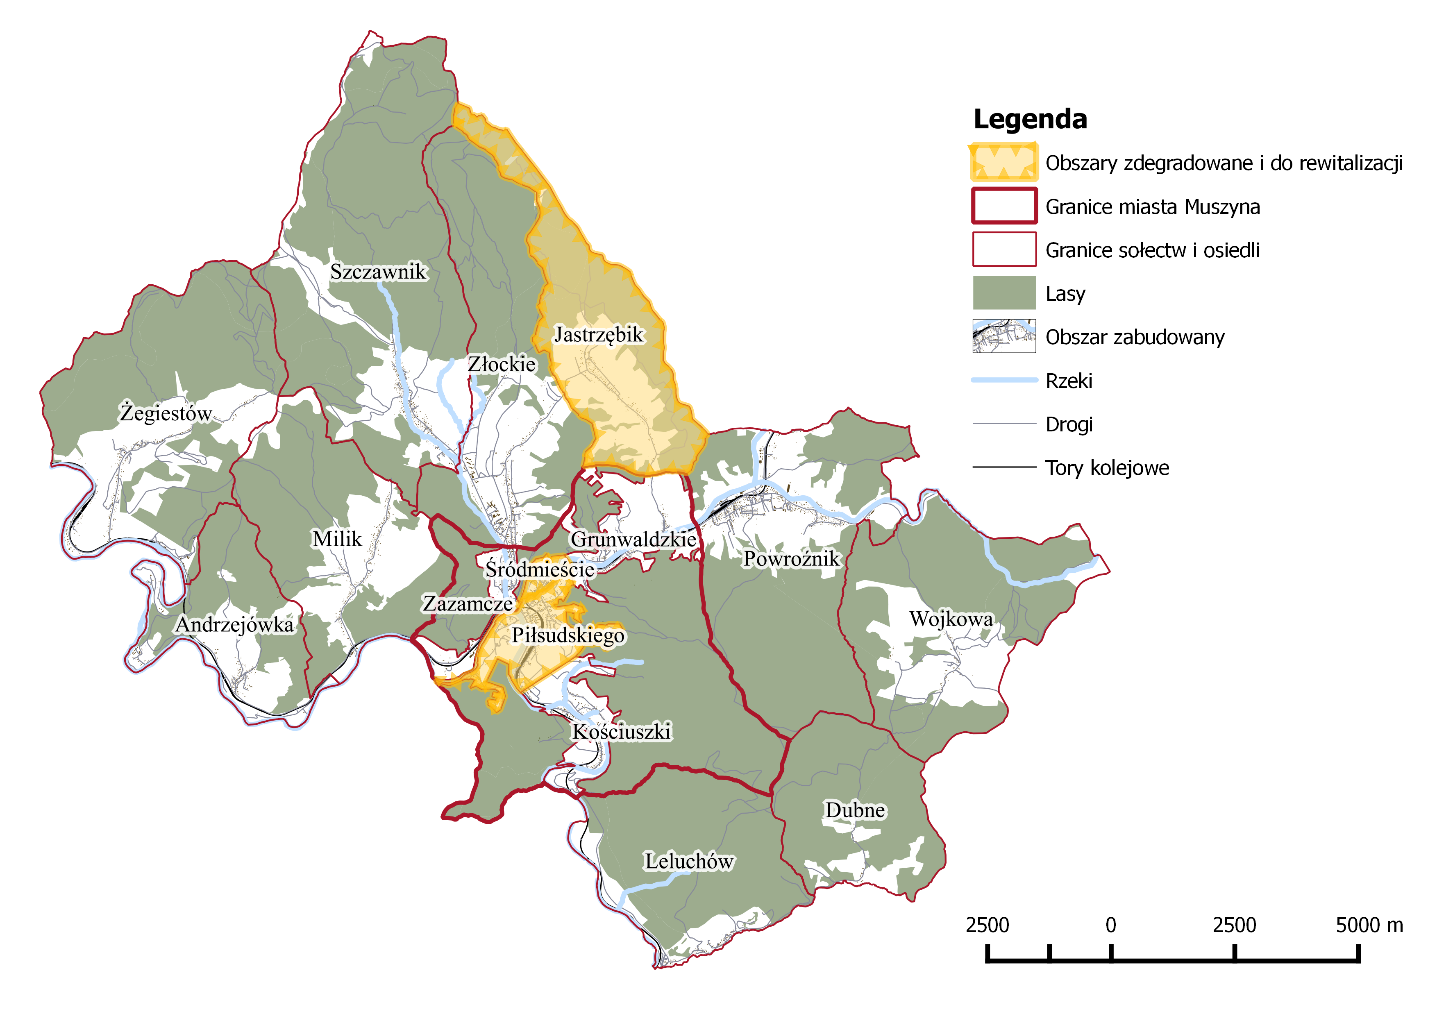 Legenda
Obszary zdegradowane i do rewitalizacji
Granice miasta Muszyna
Granice sołectw i osiedli
Lasy
Obszar zabudowany
Rzeki
Drogi
Tory kolejowe
Szczawnik
Jastrzębik
Złockie
Żegiestów
Milik
Grunwaldzkie
Powroźnik
Śródmieście
Zazamcze
Andrzejówka
Wojkowa
Piłsudskiego
Kościuszki
Dubne
Leluchów
2500 0 2500 5000 m